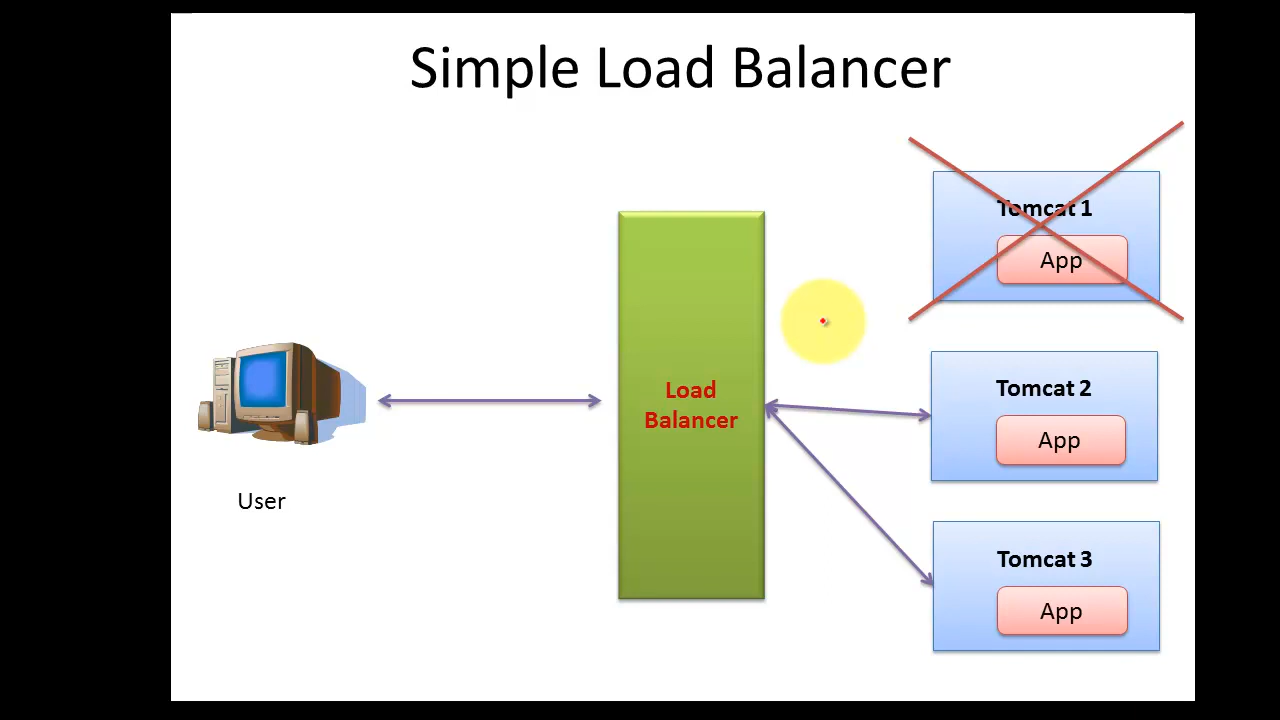 Simple Load Balancer
Tomcat 1
App
Load
Balancer
Tomcat 2
App
User
Tomcat 3
App